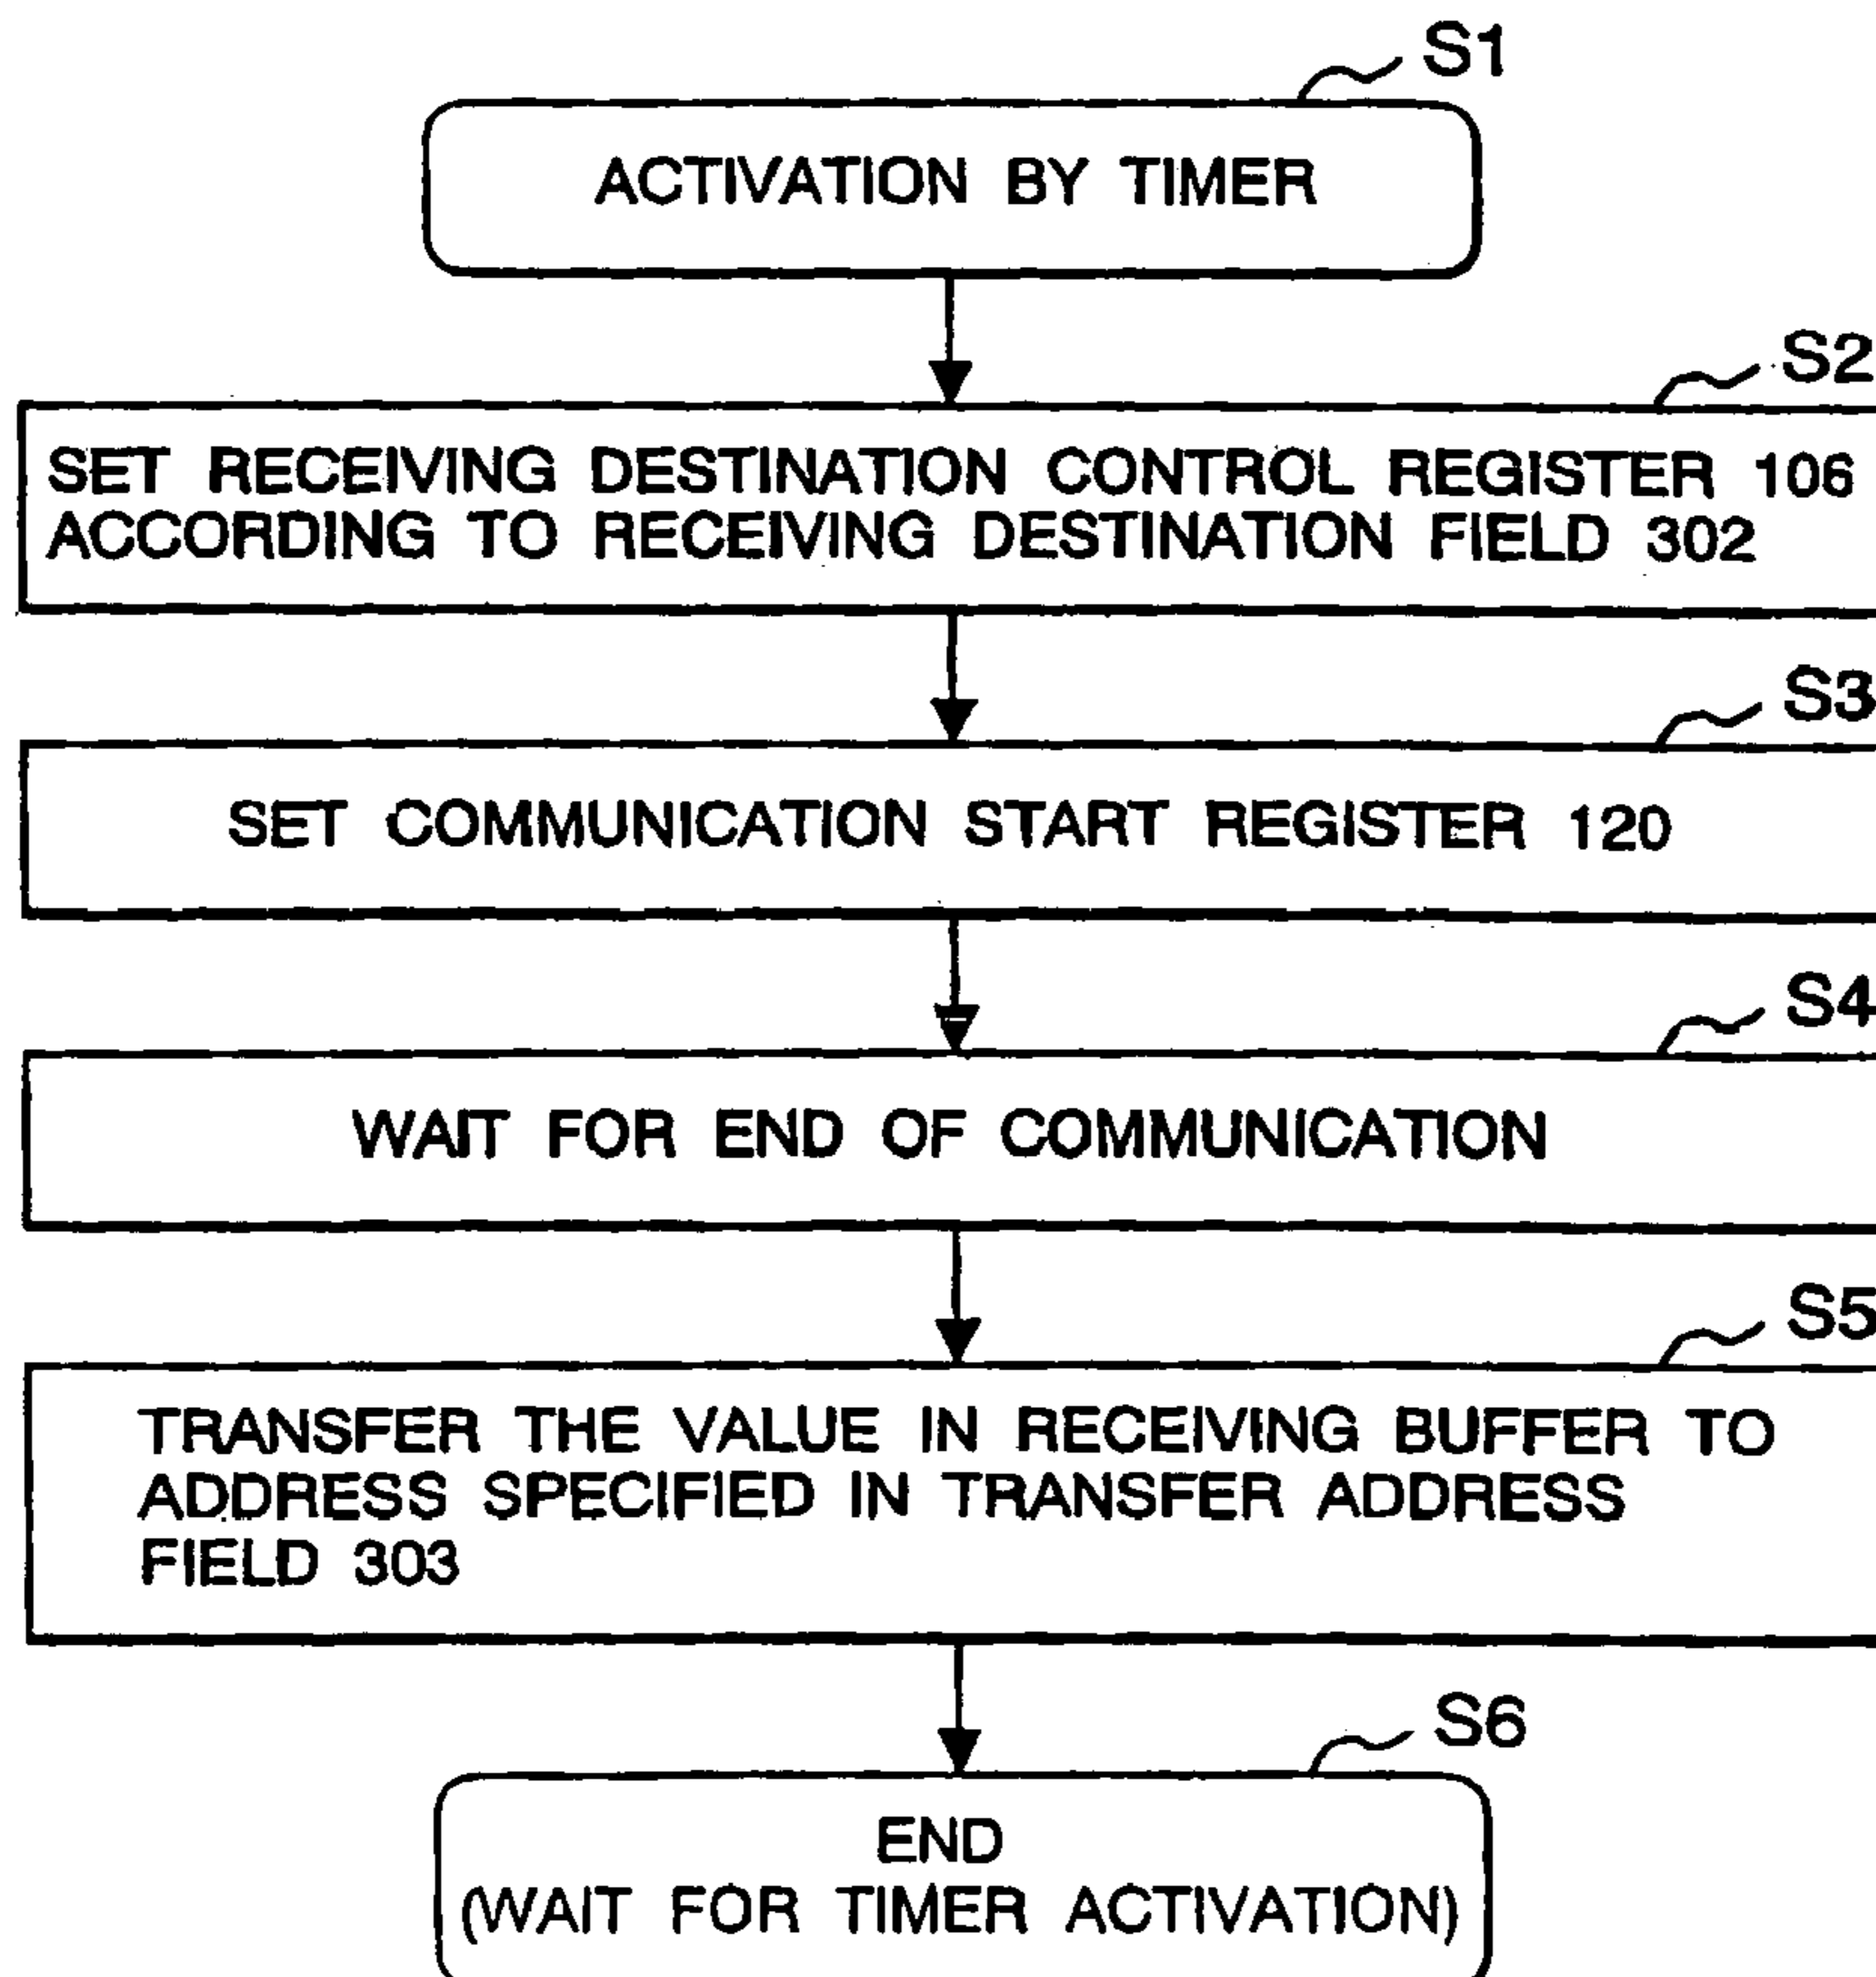 S1
ACTIVATION BY TIMER
S2
SET RECEIVING DESTINATION CONTROL REGISTER 106
ACCORDING TO RECEIVING DESTINATION FIELD 302
S3
SET COMMUNICATION START REGISTER 120
S4
WAIT FOR END OF COMMUNICATION
S5
TRANSFER THE VALUE IN RECEIVING BUFFER TO
ADDRESS SPECIFIED IN TRANSFER ADDRESS
FIELD 303
S6
END
(WAIT FOR TIMER ACTIVATION)